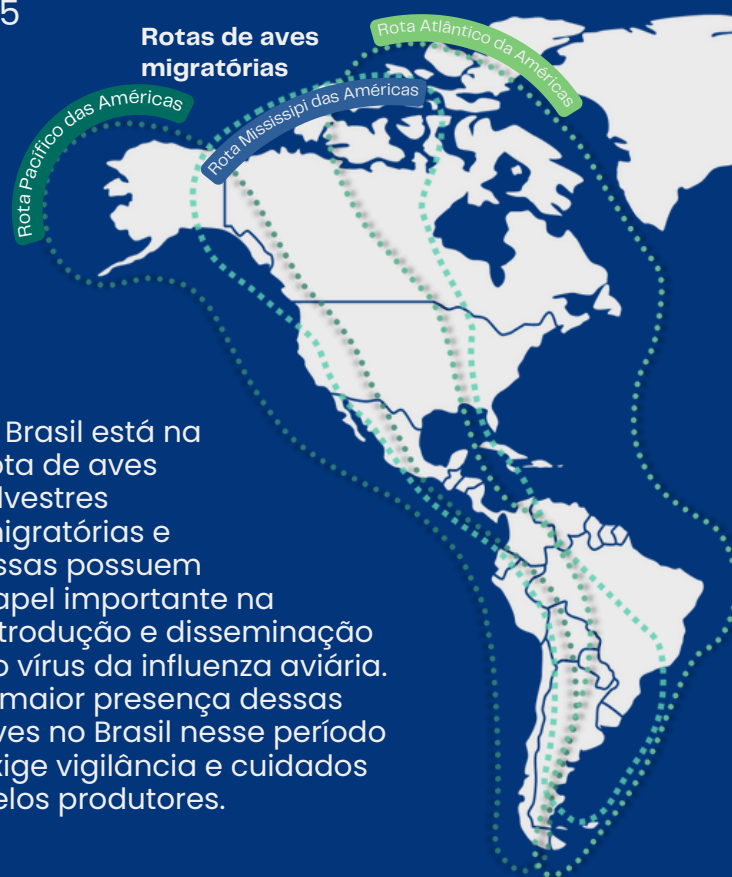 5
Rotas de aves
migratórias
Rota Pacífico das Américas
Rota Mississipi das Américas
Rota Atlântico da Américas
Brasil está na
ota de aves
lvestres
igratórias e
ssas possuem
apel importante na
trodução e disseminação
o vírus da influenza aviária.
maior presença dessas
ves no Brasil nesse período
xige vigilância e cuidados
elos produtores.